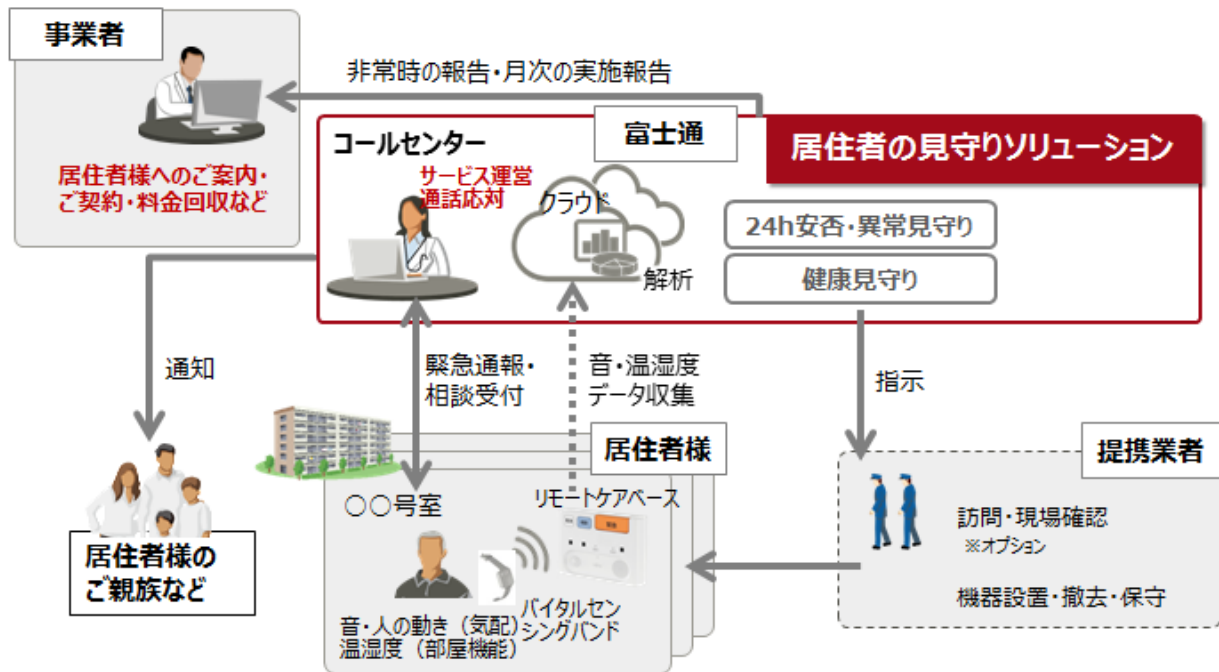 事業者
非常時の報告・月次の実施報告
居住者様へのご案内・
ご契約・料金回収など
富士通
居住者の見守りソリューション
コールセンター
サービス運営
通話応対
クラウド
解析
24h安否・異常見守り
健康見守り
通知
緊急通報・
相談受付
音・温湿度
データ収集
指示
居住者様
提携業者
〇〇号室
リモートケアベース
訪問・現場確認
※オプション
機器設置・撤去・保守
居住者様の
ご親族など
バイタルセン
シングバンド
音・人の動き（気配）
温湿度（部屋機能）